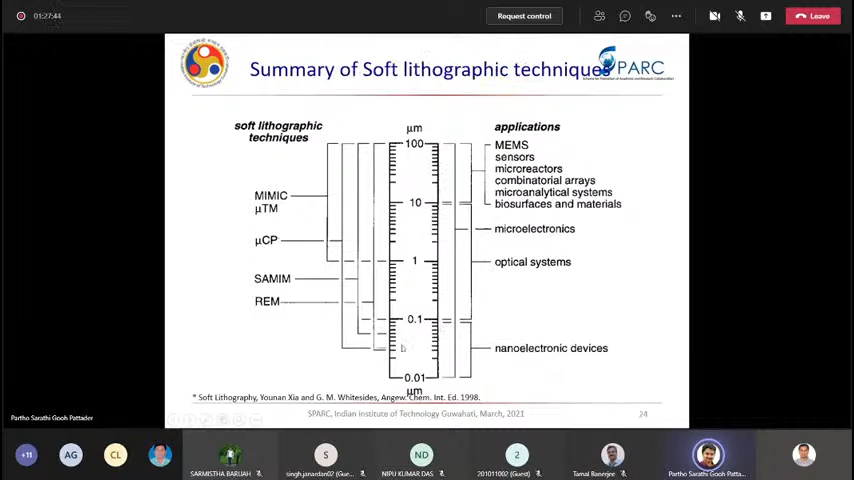 01:27:44
Request control
Leave
Summary of Soft lithographic techniques
SPARC
soft lithographic
techniques
µm
applications
100
MEMS
sensors
microreactors
combinatorial arrays
microanalytical systems
biosurfaces and materials
MIMIC
µTM
10
microelectronics
µCP
1
optical systems
SAMIM
REM
0.1
nanoelectronic devices
0.01
µm
* Soft Lithography, Younan Xia and G. M. Whitesides, Angew. Chem. Int. Ed. 1998.
SPARC, Indian Institute of Technology Guwahati, March, 2021
24
Partho Sarathi Gooh Pattader
+11
AG
CL
SARMISTHA BARUAH
S
singh.janardan02 (Gue...
ND
NIPU KUMAR DAS
2
201011002 (Guest)
Tamal Banerjee
Partho Sarathi Gooh Patta...